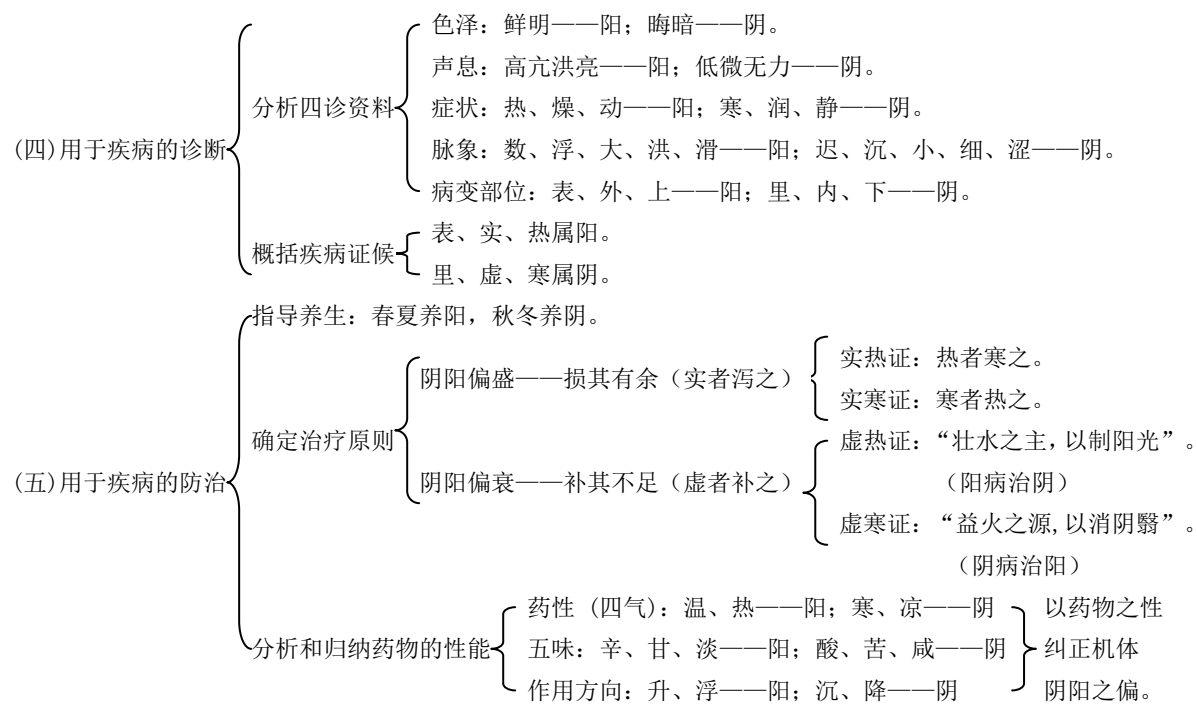 色泽：鲜明——阳；晦暗——阴。
声息：高亢洪亮——阳；低微无力——阴。
分析四诊资料
症状：热、燥、动——阳；寒、润、静——阴。
(四)用于疾病的诊断
脉象：数、浮、大、洪、滑——阳；迟、沉、小、细、涩——阴。
病变部位：表、外、上——阳；里、内、下——阴。
概括疾病证候
表、实、热属阳。
里、虚、寒属阴。
指导养生：春夏养阳，秋冬养阴。
阴阳偏盛——损其有余（实者泻之）
实热证：热者寒之。
实寒证：寒者热之。
确定治疗原则
(五)用于疾病的防治
阴阳偏衰——补其不足（虚者补之）
虚热证：“壮水之主，以制阳光”。
（阳病治阴）
虚寒证：“益火之源，以消阴翳”。
（阴病治阳）
分析和归纳药物的性能
药性（四气）：温、热——阳；寒、凉——阴
五味：辛、甘、淡——阳；酸、苦、咸——阴
作用方向：升、浮——阳；沉、降——阴
以药物之性
纠正机体
阴阳之偏。